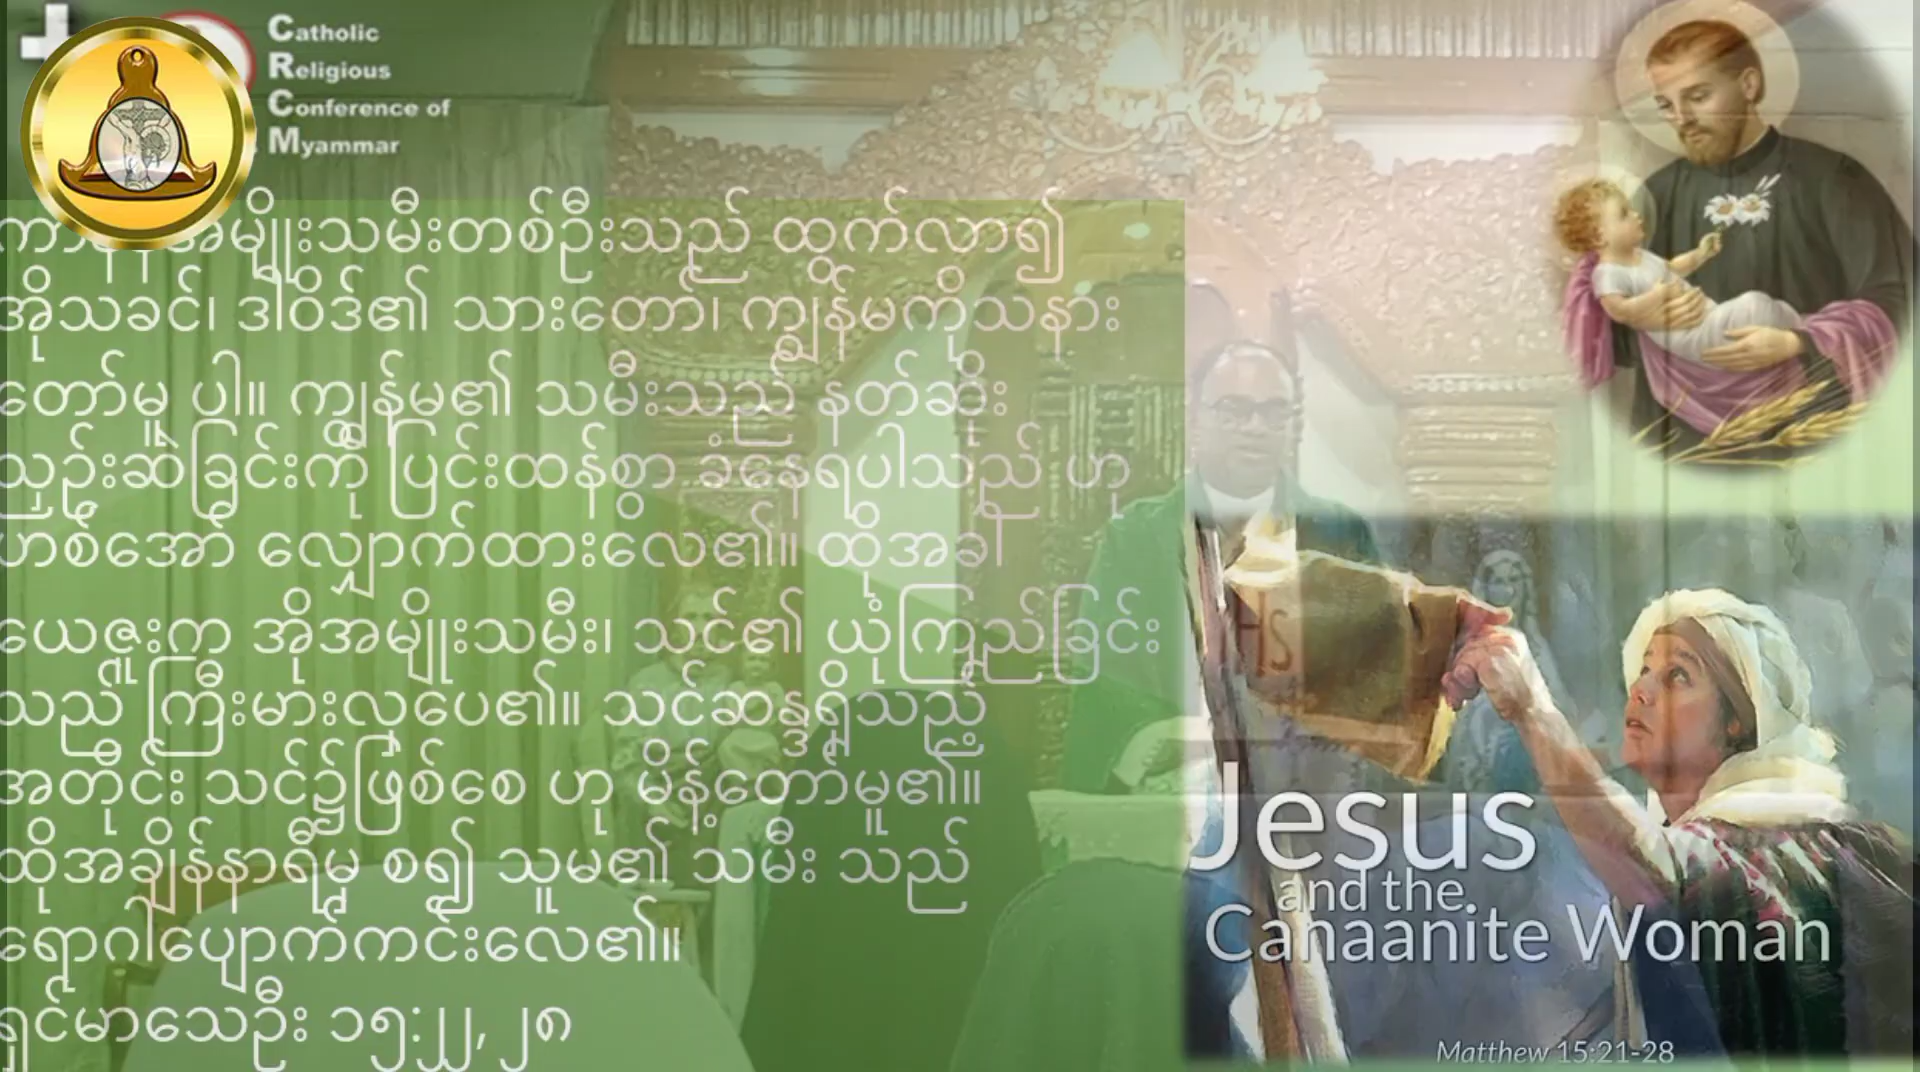 Catholic
Religious
Conference of
Myammar
အမျိုးသမီးတစ်ဦးသည် ထွက်လာ၍
အိုသခင်၊ ဒါဝိဒ်၏ သားတော်၊ ကျွန်မကိုသနား
တော်မူ ပါ။ ကျွန်မ၏ သမီးသည် နတ်ဆိုး
ညှဉ်းဆဲခြင်းကို ပြင်းထန်စွာ ခံနေရပါသည် ဟု
ဟစ်အော် လျှောက်ထားလေ၏။ ထိုအခါ
ယေဇူးက အိုအမျိုးသမီး၊ သင်၏ ယုံကြည်ခြင်း
သည် ကြီးမားလှပေ၏။ သင်ဆန္ဒရှိသည့်
အတိုင်း သင်၌ဖြစ်စေ ဟု မိန့်တော်မူ၏။
ထိုအချိန်နာရီမှ စ၍ သူမ၏ သမီး သည်
ရောဂါပျောက်ကင်းလေ၏။
ရှင်မာသေဦး ၁၅:၂၂,၂၈
IHS
Jesus
and the
Canaanite Woman
Matthew 15:21-28